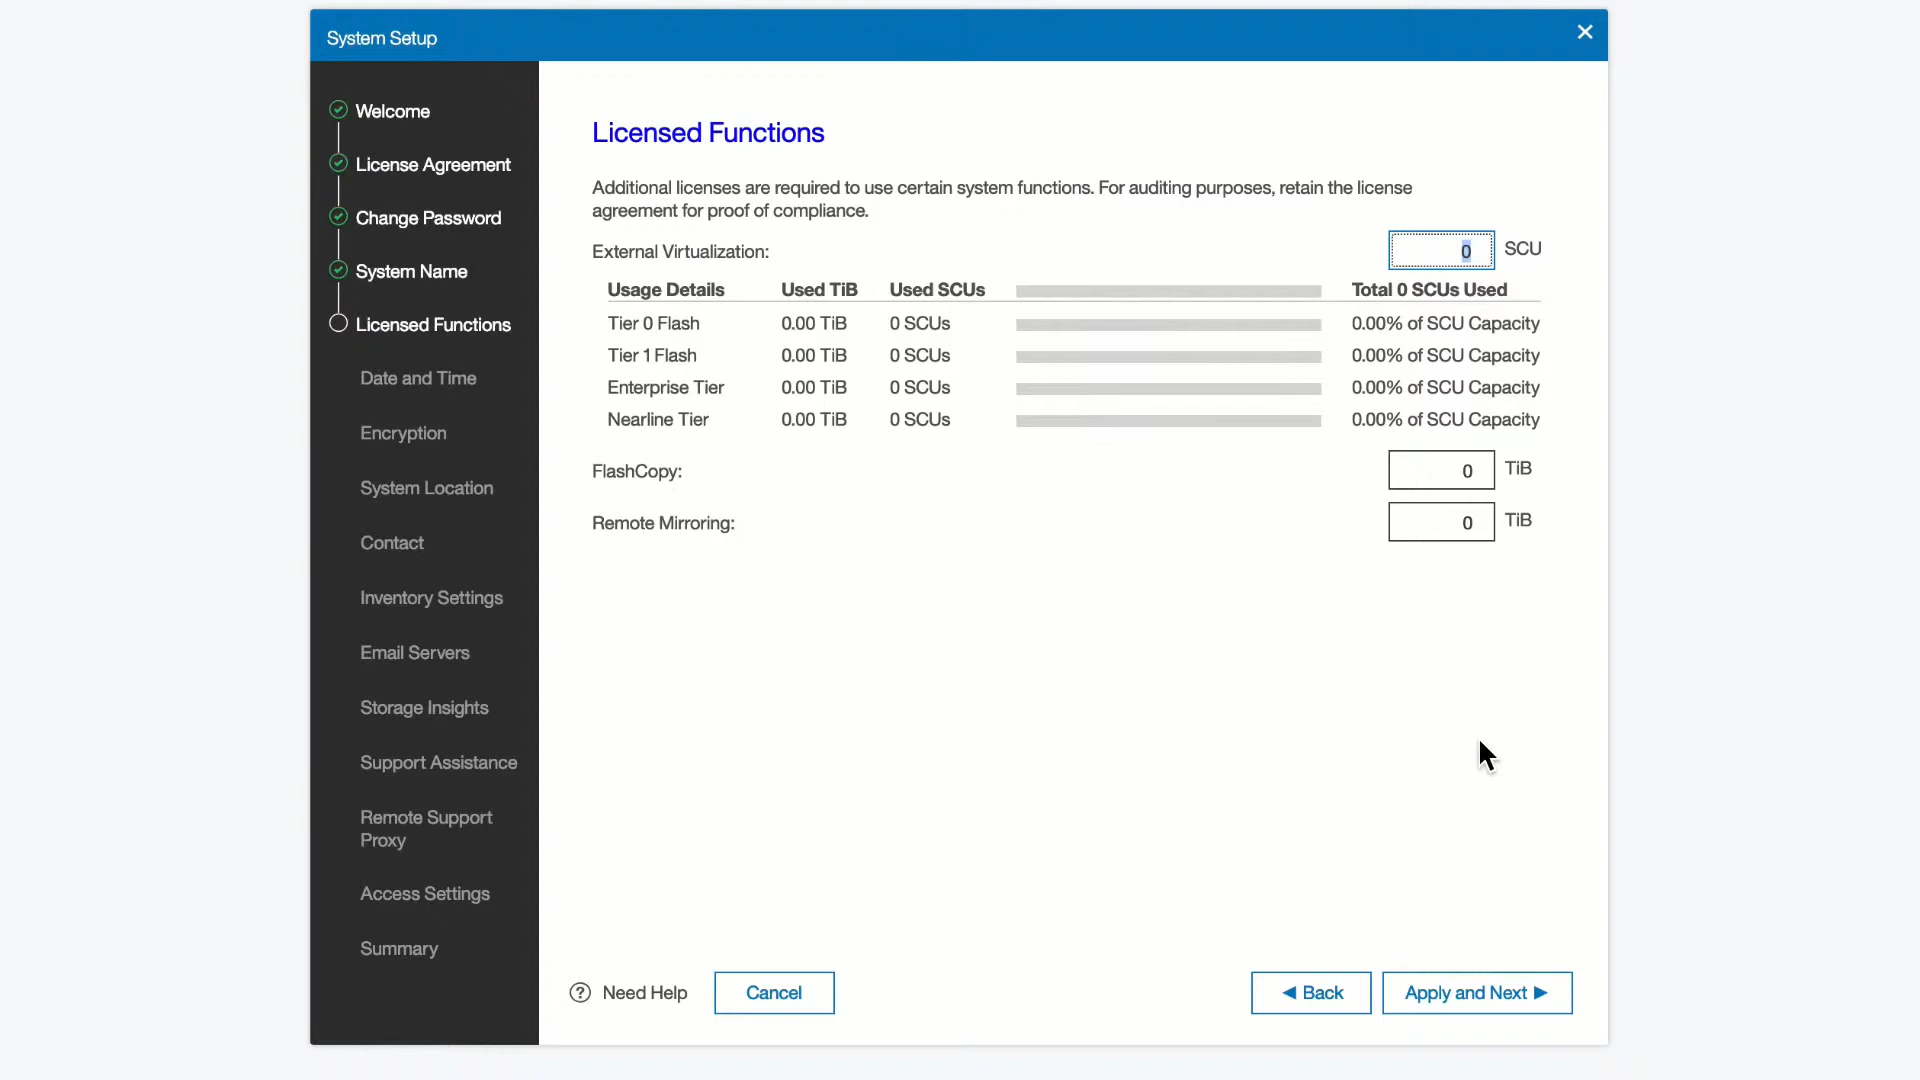 System Setup
Welcome
License Agreement
Change Password
System Name
Licensed Functions
Date and Time
Encryption
System Location
Contact
Inventory Settings
Email Servers
Storage Insights
Support Assistance
Remote Support
Proxy
Access Settings
Summary
Licensed Functions
Additional licenses are required to use certain system functions. For auditing purposes, retain the license
agreement for proof of compliance.
External Virtualization: 0 SCU
Usage Details Used TiB Used SCUs Total 0 SCUs Used
Tier 0 Flash 0.00 TiB 0 SCUs 0.00% of SCU Capacity
Tier 1 Flash 0.00 TiB 0 SCUs 0.00% of SCU Capacity
Enterprise Tier 0.00 TiB 0 SCUs 0.00% of SCU Capacity
Nearline Tier 0.00 TiB 0 SCUs 0.00% of SCU Capacity
FlashCopy: 0 TiB
Remote Mirroring: 0 TiB
? Need Help Cancel ◀ Back Apply and Next ▶